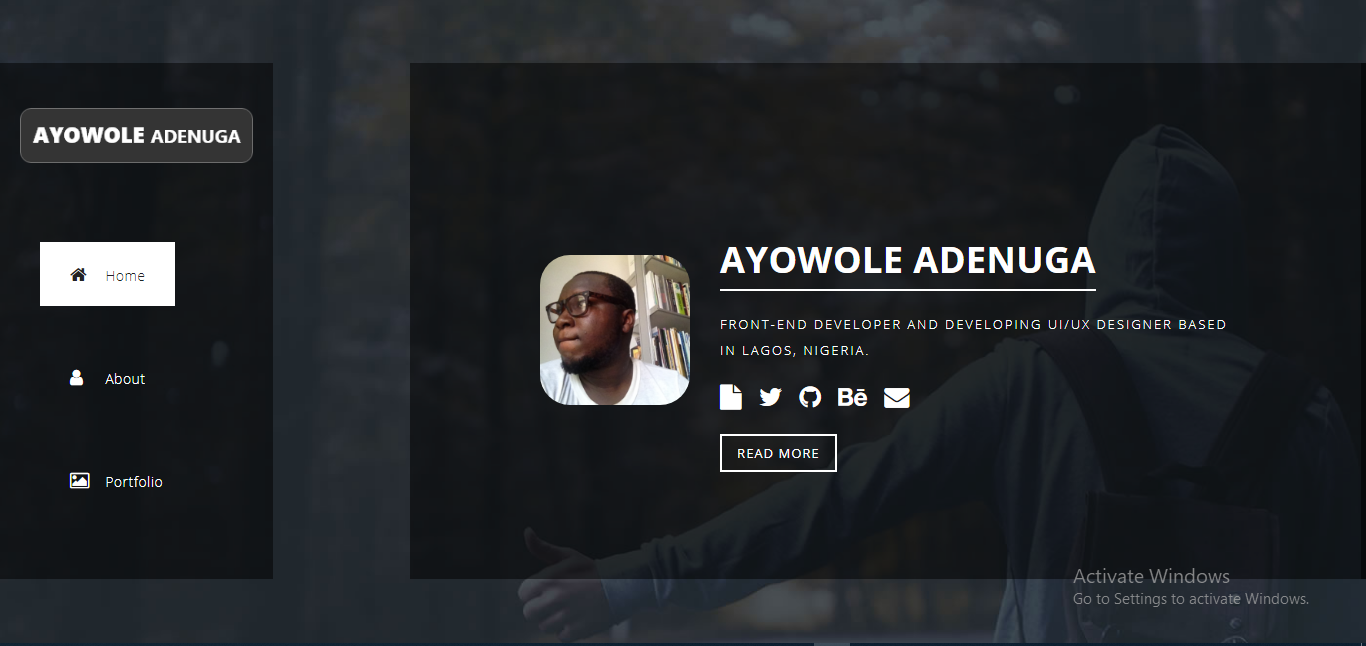 AYOWOLE ADENUGA
Home
About
Portfolio
AYOWOLE ADENUGA
FRONT-END DEVELOPER AND DEVELOPING UI/UX DESIGNER BASED
IN LAGOS, NIGERIA.
Bē
READ MORE
Activate Windows
Go to Settings to activate Windows.